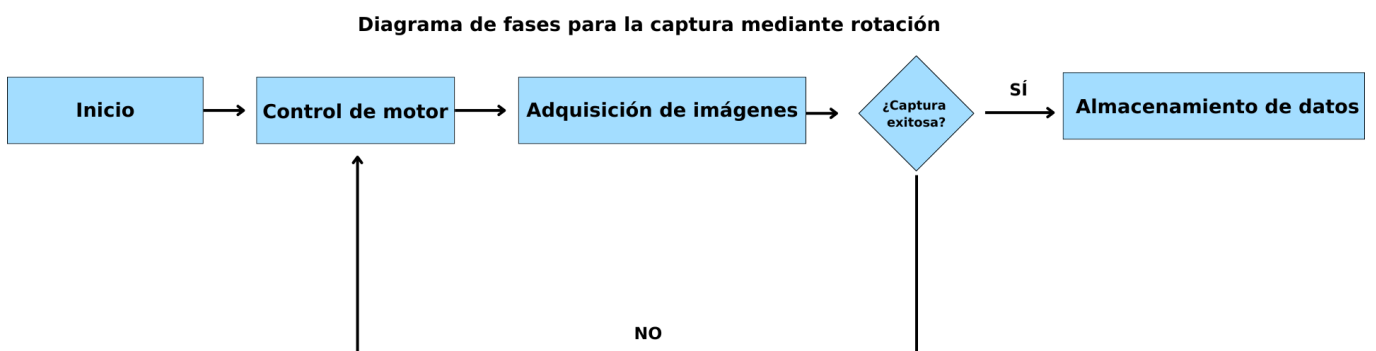 Diagrama de fases para la captura mediante rotación
Inicio
Control de motor
Adquisición de imágenes
¿Captura
exitosa?
SÍ
Almacenamiento de datos
NO